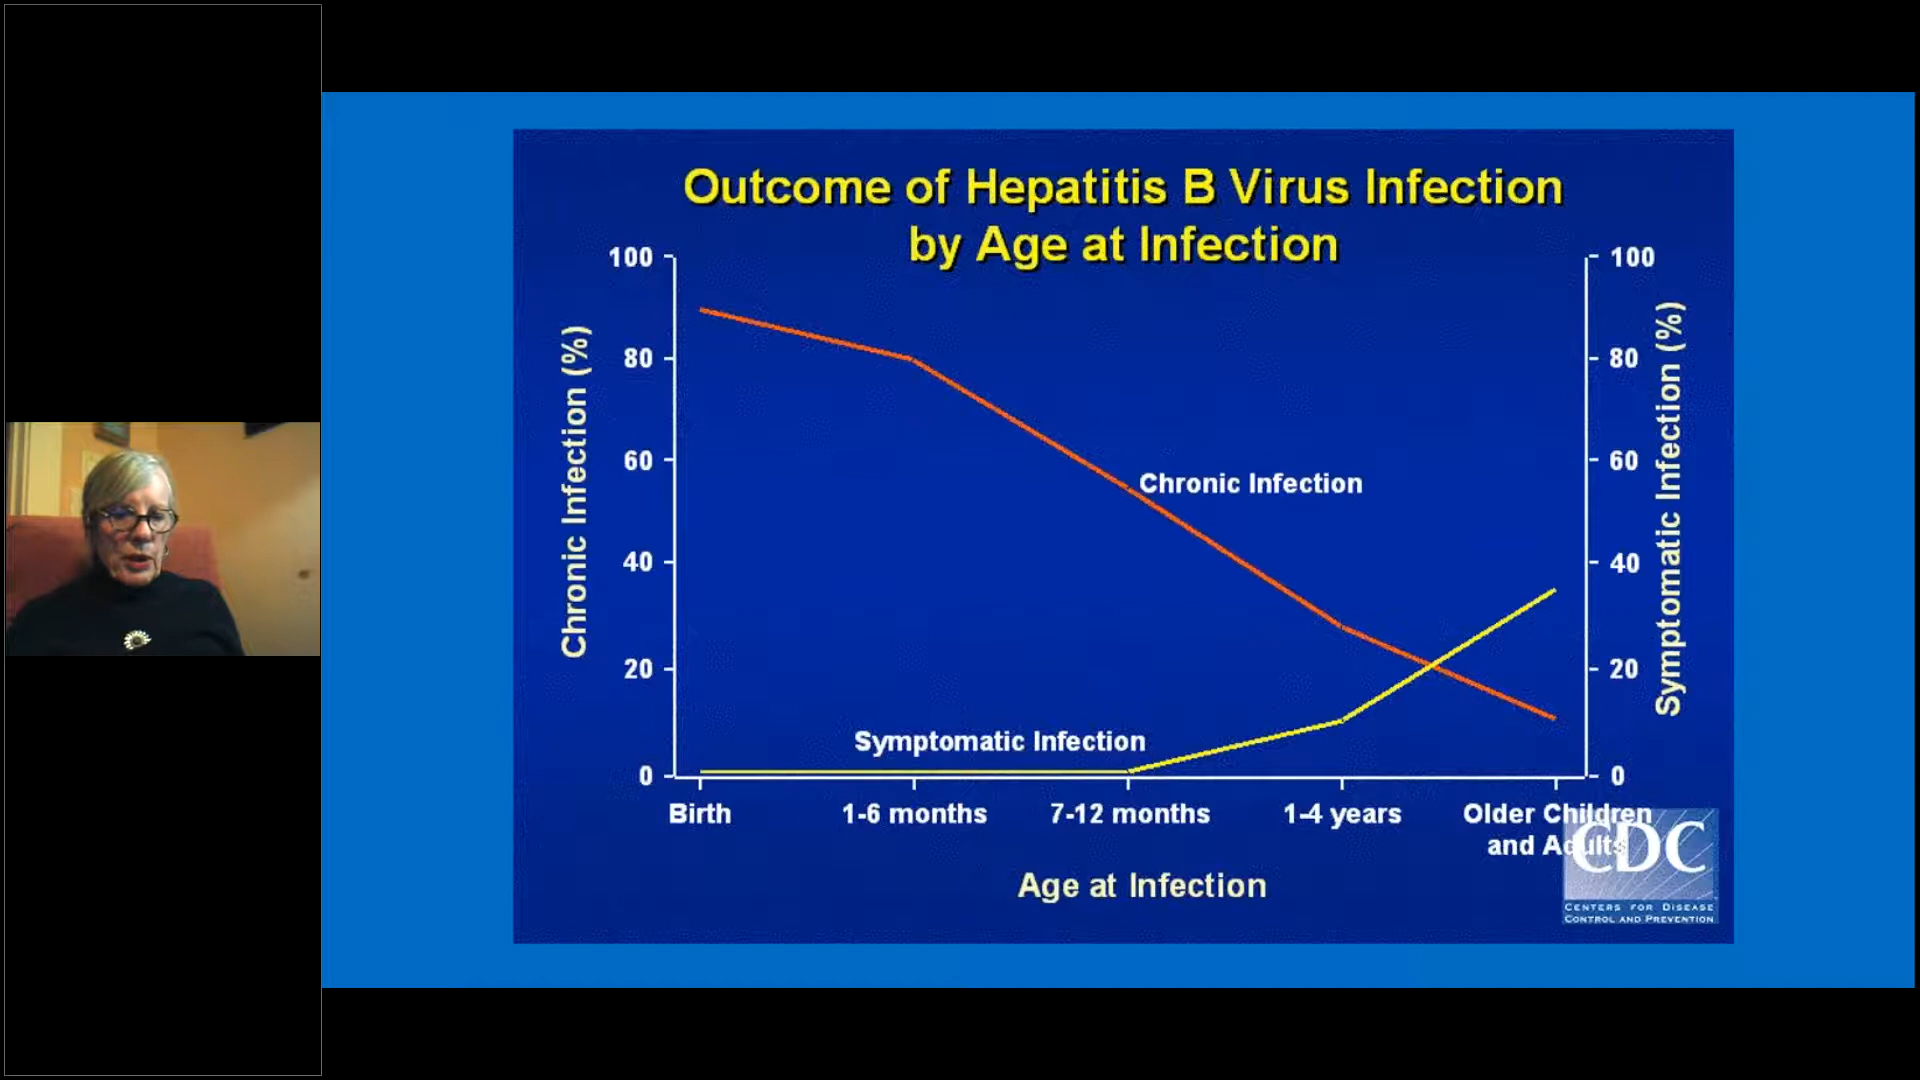 Outcome of Hepatitis B Virus Infection
by Age at Infection
Chronic Infection (%)
100
80
60
40
20
0
Chronic Infection
Symptomatic Infection
100
80
60
40
20
0
Symptomatic Infection (%)
Birth
1-6 months
7-12 months
1-4 years
Older Children
and Adults
Age at Infection
CDC
CENTERS FOR DISEASE
CONTROL AND PREVENTION